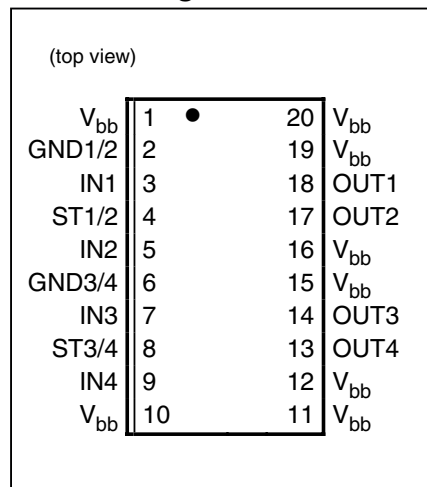 (top view)
Vbb 1 ● 20 Vbb
GND1/2 2 19 Vbb
IN1 3 18 OUT1
ST1/2 4 17 OUT2
IN2 5 16 Vbb
GND3/4 6 15 Vbb
IN3 7 14 OUT3
ST3/4 8 13 OUT4
IN4 9 12 Vbb
Vbb 10 11 Vbb